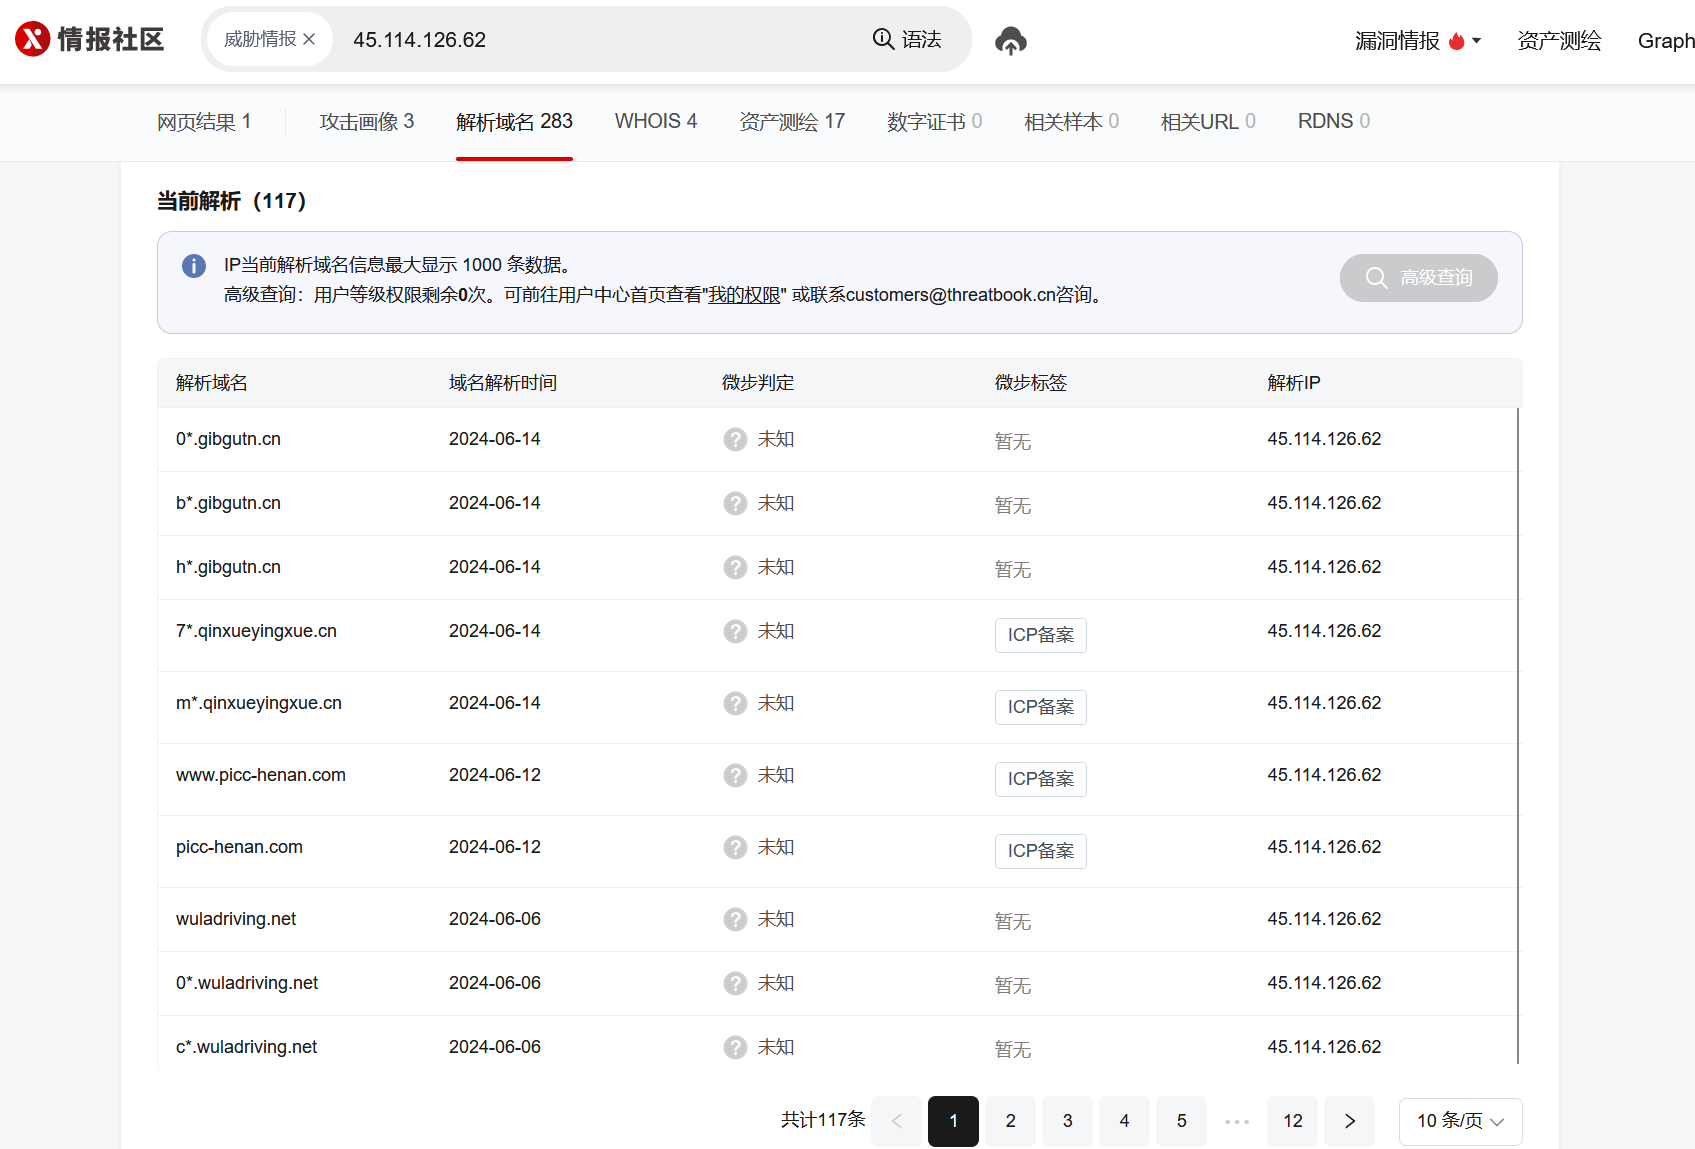 情报社区
威胁情报 ×
45.114.126.62
语法
漏洞情报
资产测绘
Graph
网页结果 1
攻击画像 3
解析域名 283
WHOIS 4
资产测绘 17
数字证书 0
相关样本 0
相关URL 0
RDNS 0
当前解析（117）
IP当前解析域名信息最大显示 1000 条数据。
高级查询：用户等级权限剩余0次。可前往用户中心首页查看"我的权限" 或联系customers@threatbook.cn咨询。
高级查询
解析域名 域名解析时间 微步判定 微步标签 解析IP
0*.gibgutn.cn 2024-06-14 未知 暂无 45.114.126.62
b*.gibgutn.cn 2024-06-14 未知 暂无 45.114.126.62
h*.gibgutn.cn 2024-06-14 未知 暂无 45.114.126.62
7*.qinxueyingxue.cn 2024-06-14 未知 ICP备案 45.114.126.62
m*.qinxueyingxue.cn 2024-06-14 未知 ICP备案 45.114.126.62
www.picc-henan.com 2024-06-12 未知 ICP备案 45.114.126.62
picc-henan.com 2024-06-12 未知 ICP备案 45.114.126.62
wuladriving.net 2024-06-06 未知 暂无 45.114.126.62
0*.wuladriving.net 2024-06-06 未知 暂无 45.114.126.62
c*.wuladriving.net 2024-06-06 未知 暂无 45.114.126.62
共计117条 < 1 2 3 4 5 ••• 12 > 10 条/页